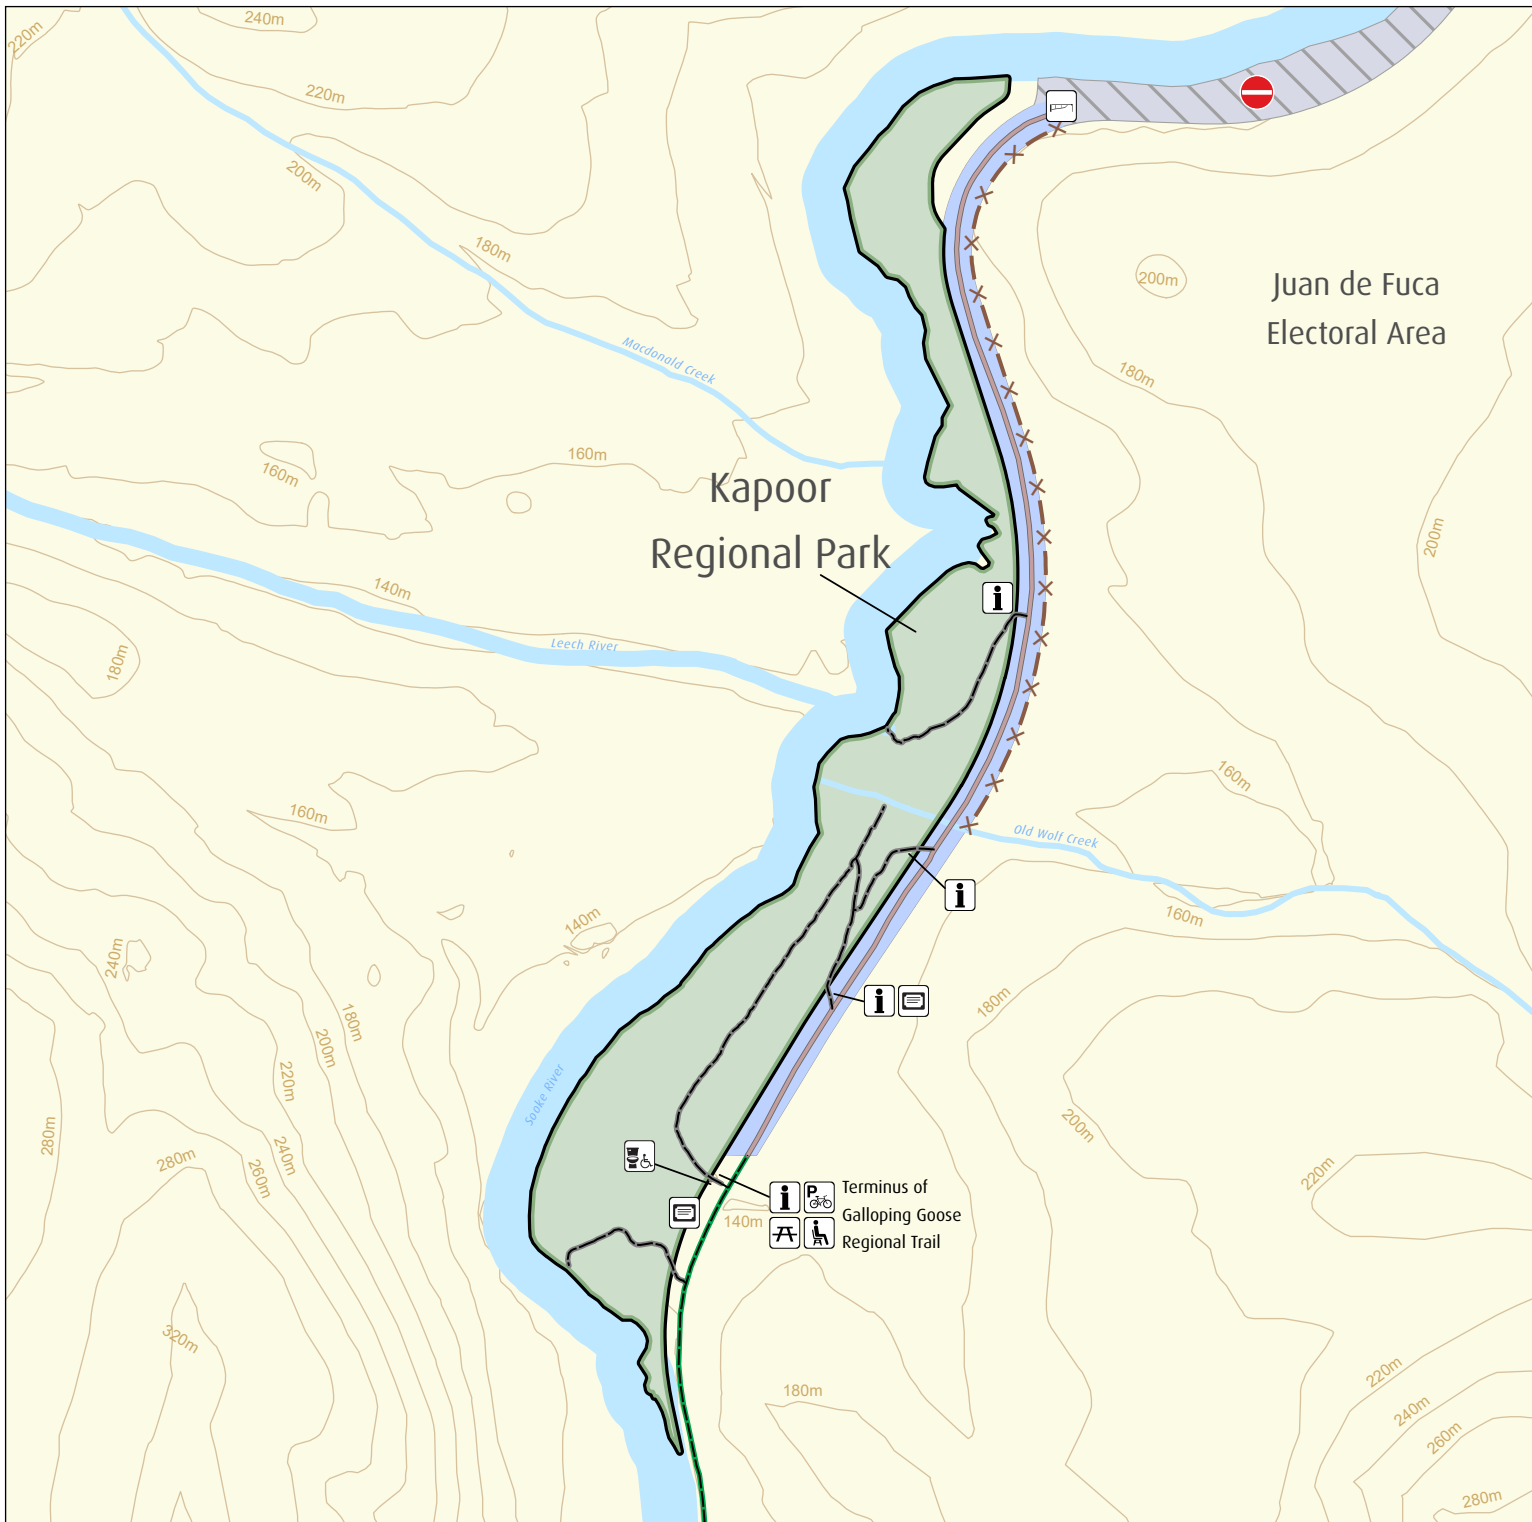 240m
220m
220m
200m
180m
200m
Juan de Fuca
Electoral Area
Macdonald Creek
180m
160m
160m
Kapoor
Regional Park
200m
140m
i
Leech River
180m
160m
160m
Old Wolf Creek
i
160m
140m
240m
180m
i
180m
200m
Sooke River
220m
280m
200m
240m
280m
260m
220m
i
P
Terminus of
Galloping Goose
Regional Trail
140m
320m
220m
180m
240m
260m
280m